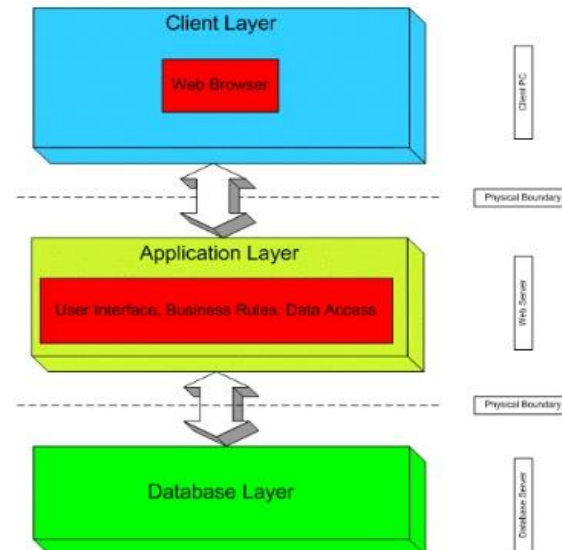 Client Layer
Web Browser
Client PC
Physical Boundary
Application Layer
User Interface, Business Rules, Data Access
Web Server
Physical Boundary
Database Layer
Database Server